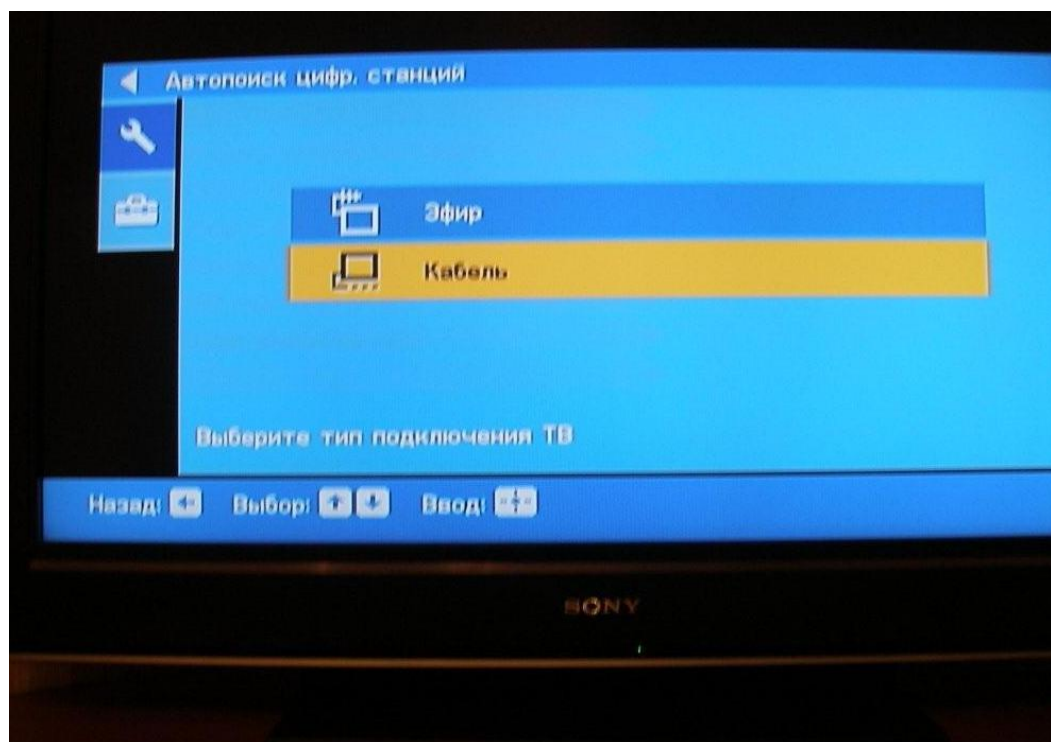 Автопоиск цифр. станций
Эфир
Кабель
Выберите тип подключения ТВ
Назад: Выбор: Ввод:
SONY